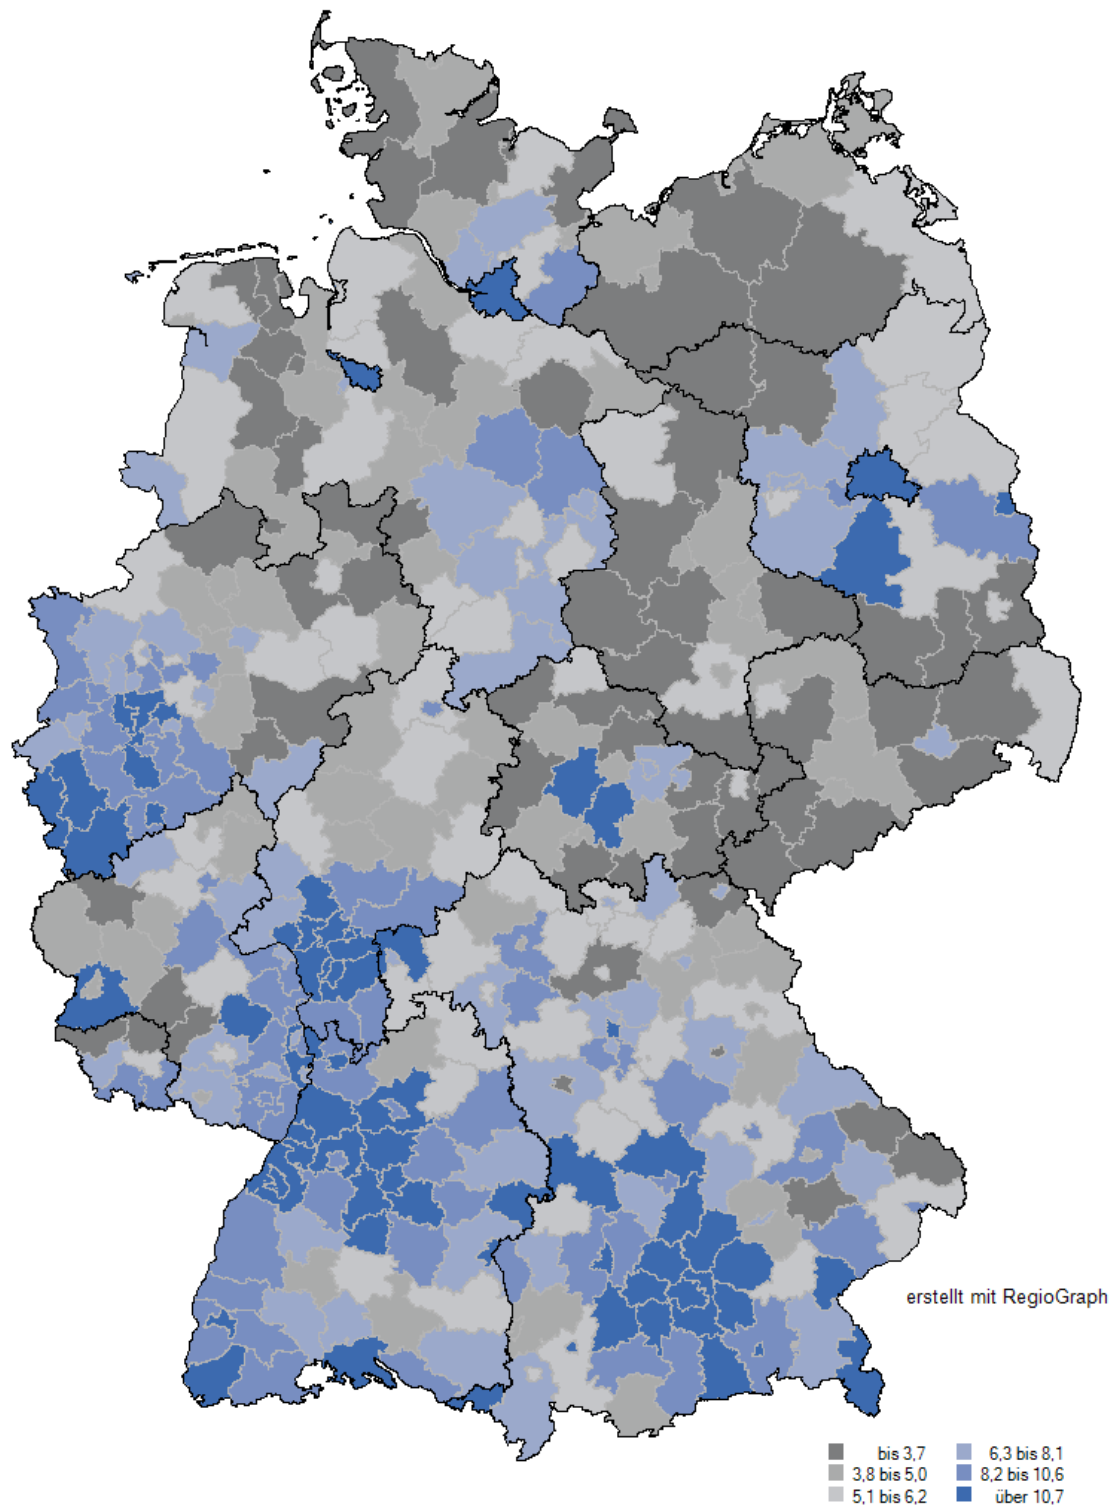 erstellt mit RegioGraph
bis 3,7
6,3 bis 8,1
3,8 bis 5,0
8,2 bis 10,6
5,1 bis 6,2
über 10,7